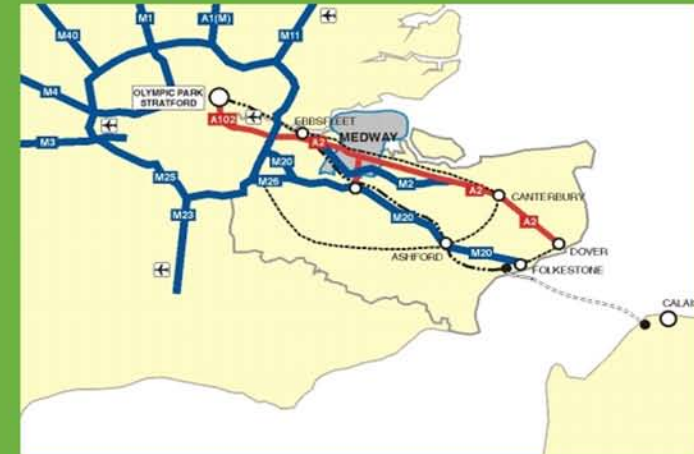 M1
A1(M)
M40
M11
M4
OLYMPIC PARK
STRATFORD
A102
EBBSFLEET
M3
A2
MEDWAY
M20
M25
M26
M2
A2
CANTERBURY
M23
M20
A2
ASHFORD
M20
DOVER
FOLKESTONE
CALAI